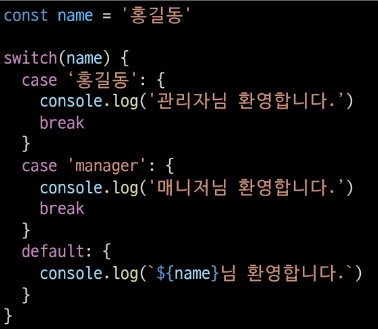 const name = '홍길동'
switch(name) {
  case ‘홍길동': {
    console.log('관리자님 환영합니다.’)
    break
  }
  case 'manager': {
    console.log('매니저님 환영합니다.’)
    break
  }
  default: {
    console.log(`${name}님 환영합니다.`)
  }
}